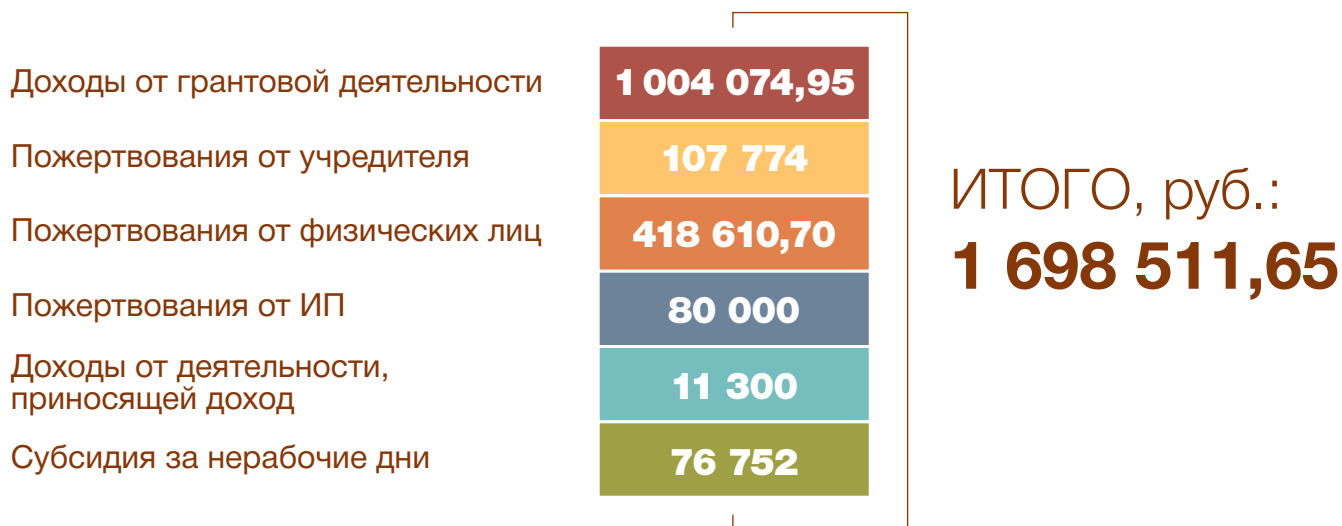 Доходы от грантовой деятельности 1 004 074,95
Пожертвования от учредителя 107 774
Пожертвования от физических лиц 418 610,70
Пожертвования от ИП 80 000
Доходы от деятельности,
приносящей доход 11 300
Субсидия за нерабочие дни 76 752
ИТОГО, руб.:
1 698 511,65